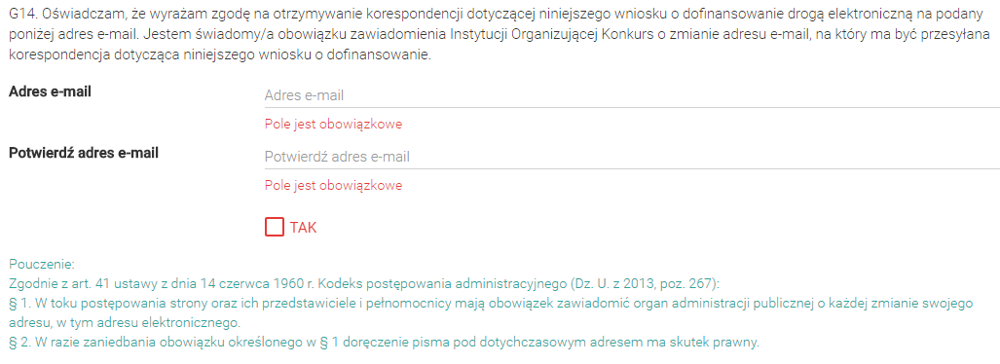 G14. Oświadczam, że wyrażam zgodę na otrzymywanie korespondencji dotyczącej niniejszego wniosku o dofinansowanie drogą elektroniczną na podany
poniżej adres e-mail. Jestem świadomy/a obowiązku zawiadomienia Instytucji Organizującej Konkurs o zmianie adresu e-mail, na który ma być przesyłana
korespondencja dotycząca niniejszego wniosku o dofinansowanie.
Adres e-mail
Adres e-mail
Pole jest obowiązkowe
Potwierdź adres e-mail
Potwierdź adres e-mail
Pole jest obowiązkowe
TAK
Pouczenie:
Zgodnie z art. 41 ustawy z dnia 14 czerwca 1960 r. Kodeks postępowania administracyjnego (Dz. U. z 2013, poz. 267):
§ 1. W toku postępowania strony oraz ich przedstawiciele i pełnomocnicy mają obowiązek zawiadomić organ administracji publicznej o każdej zmianie swojego
adresu, w tym adresu elektronicznego.
§ 2. W razie zaniedbania obowiązku określonego w § 1 doręczenie pisma pod dotychczasowym adresem ma skutek prawny.